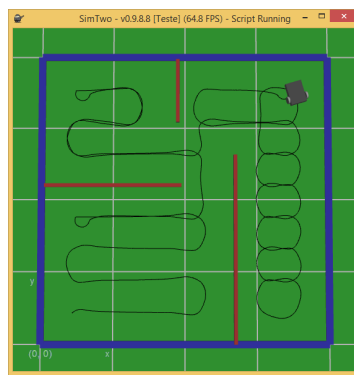 SimTwo - v0.9.8.8 [Teste] (64.8 FPS) - Script Running
y
(0, 0)
x